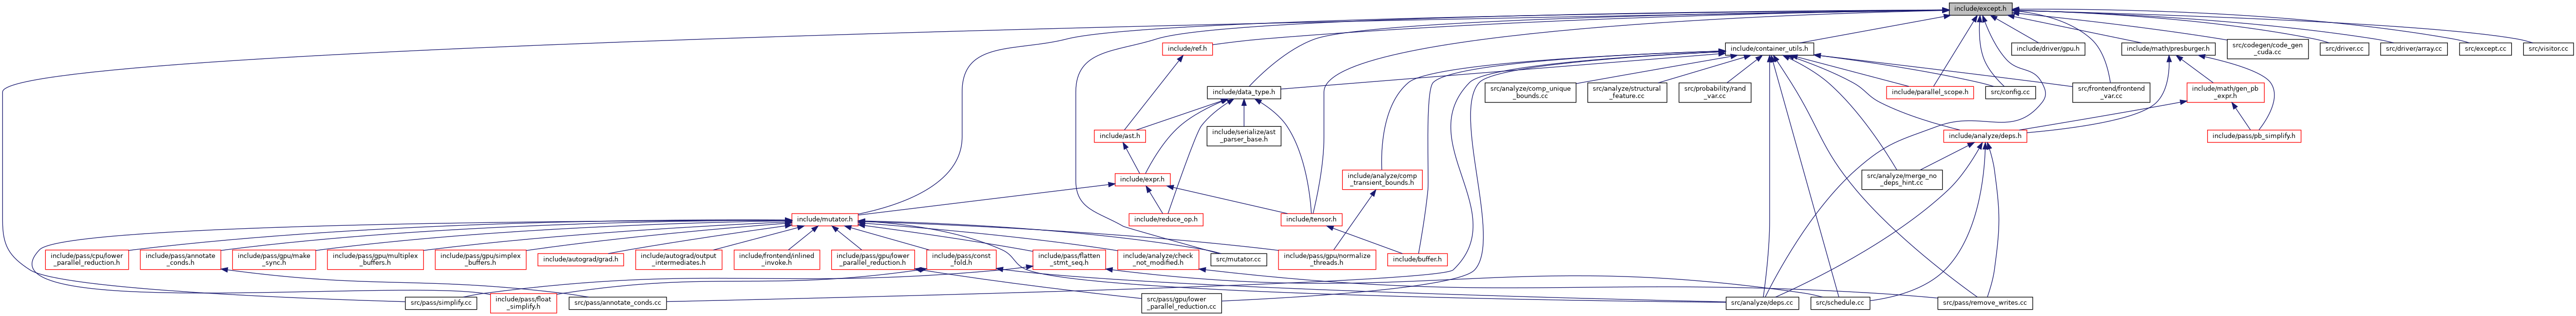 include/except.h
include/ref.h
include/container_utils.h
include/driver/gpu.h
include/math/presburger.h
src/codegen/code_gen
_cuda.cc
src/driver.cc
src/driver/array.cc
src/except.cc
src/visitor.cc
include/data_type.h
src/analyze/comp_unique
_bounds.cc
src/analyze/structural
_feature.cc
src/probability/rand
_var.cc
include/parallel_scope.h
src/config.cc
src/frontend/frontend
_var.cc
include/math/gen_pb
_expr.h
include/ast.h
include/serialize/ast
_parser_base.h
include/analyze/deps.h
include/pass/pb_simplify.h
include/expr.h
include/analyze/comp
_transient_bounds.h
src/analyze/merge_no
_deps_hint.cc
include/mutator.h
include/reduce_op.h
include/tensor.h
include/pass/cpu/lower
_parallel_reduction.h
include/pass/annotate
_conds.h
include/pass/gpu/make
_sync.h
include/pass/gpu/multiplex
_buffers.h
include/pass/gpu/simplex
_buffers.h
include/autograd/grad.h
include/autograd/output
_intermediates.h
include/frontend/inlined
_invoke.h
include/pass/gpu/lower
_parallel_reduction.h
include/pass/const
_fold.h
include/pass/flatten
_stmt_seq.h
include/analyze/check
_not_modified.h
src/mutator.cc
include/pass/gpu/normalize
_threads.h
include/buffer.h
src/pass/simplify.cc
include/pass/float
_simplify.h
src/pass/annotate_conds.cc
src/pass/gpu/lower
_parallel_reduction.cc
src/analyze/deps.cc
src/schedule.cc
src/pass/remove_writes.cc